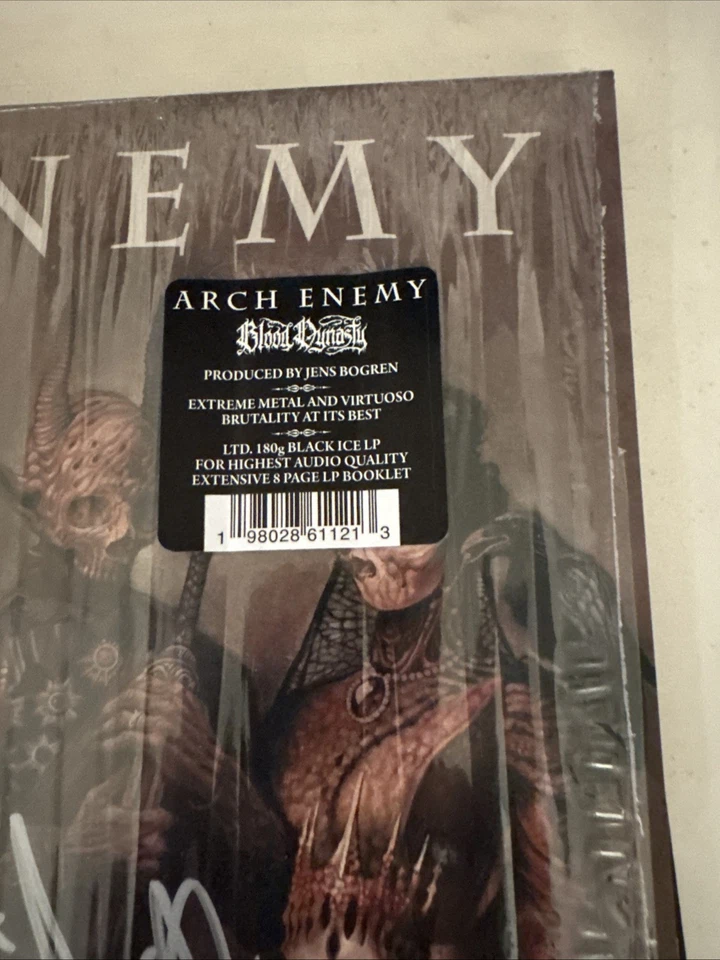 NEMY
ARCH ENEMY
Blood Dynasty
PRODUCED BY JENS BOGREN
EXTREME METAL AND VIRTUOSO
BRUTALITY AT ITS BEST
LTD. 180g BLACK ICE LP
FOR HIGHEST AUDIO QUALITY
EXTENSIVE 8 PAGE LP BOOKLET
1 98028 61121 3